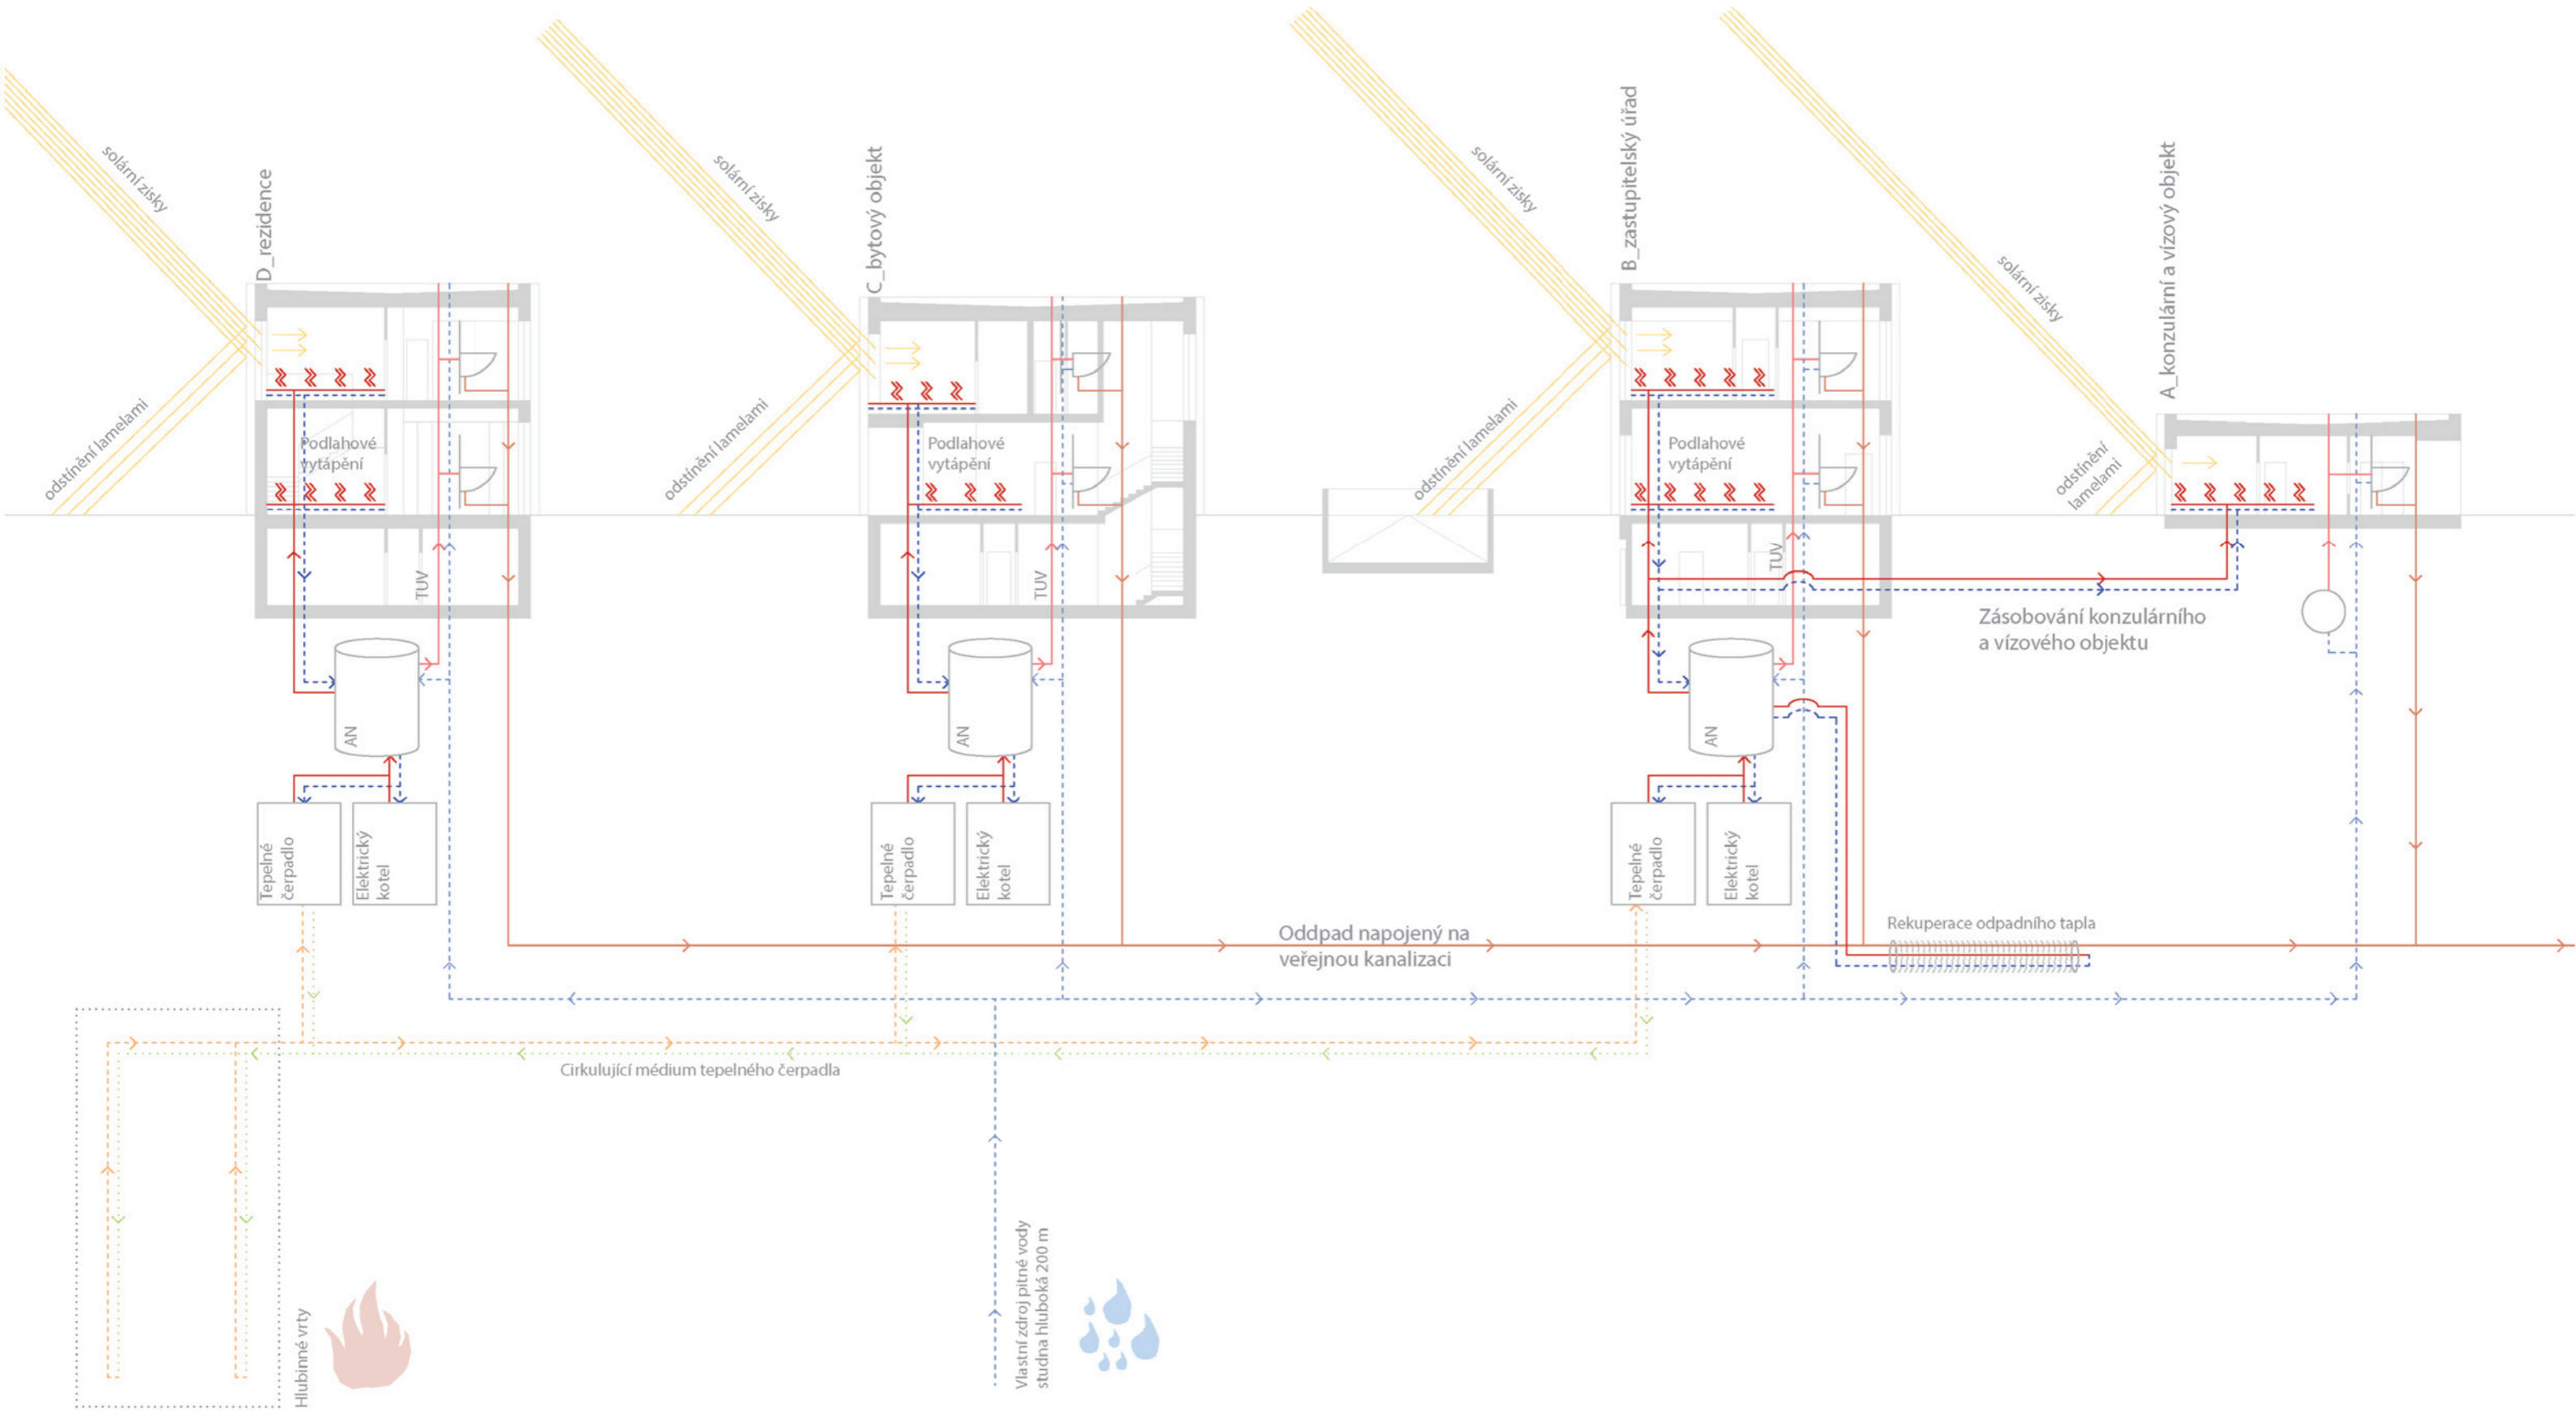 solární zisky
odstínění lamelami
D_rezidence
Podlahové
vytápění
TUV
AN
Tepelné
čerpadlo
Elektrický
kotel
solární zisky
odstínění lamelami
C_bytový objekt
Podlahové
vytápění
TUV
AN
Tepelné
čerpadlo
Elektrický
kotel
solární zisky
odstínění lamelami
B_zastupitelský úřad
Podlahové
vytápění
TUV
AN
Tepelné
čerpadlo
Elektrický
kotel
solární zisky
odstínění
lamelami
A_konzulární a vízový objekt
Zásobování konzulárního
a vízového objektu
Oddpad napojený na
veřejnou kanalizaci
Rekuperace odpadního tapla
Cirkulující médium tepelného čerpadla
Hlubinné vrty
Vlastní zdroj pitné vody
studna hluboká 200 m